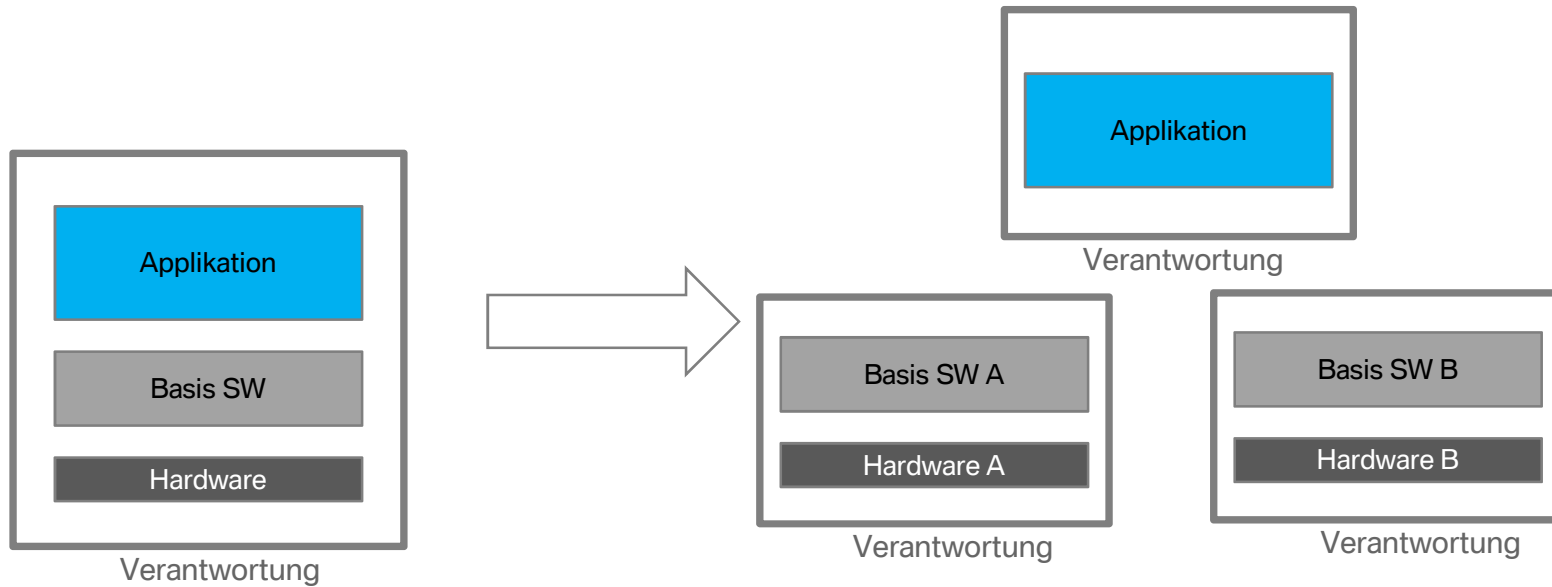 Applikation
Basis SW
Hardware
Verantwortung
Applikation
Verantwortung
Basis SW A
Hardware A
Verantwortung
Basis SW B
Hardware B
Verantwortung